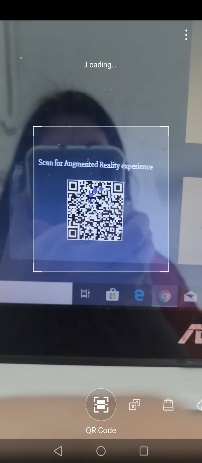 Loading...
Scan for Augmented Reality experience
QR Code